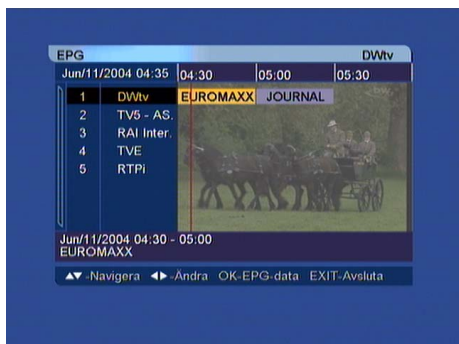 EPG DWtv
Jun/11/2004 04:35 04:30 05:00 05:30
1 DWtv EUROMAXX JOURNAL
2 TV5 - AS.
3 RAI Inter.
4 TVE
5 RTPi
Jun/11/2004 04:30 - 05:00
EUROMAXX
▲▼ -Navigera ◀▶ -Ändra OK-EPG-data EXIT-Avsluta